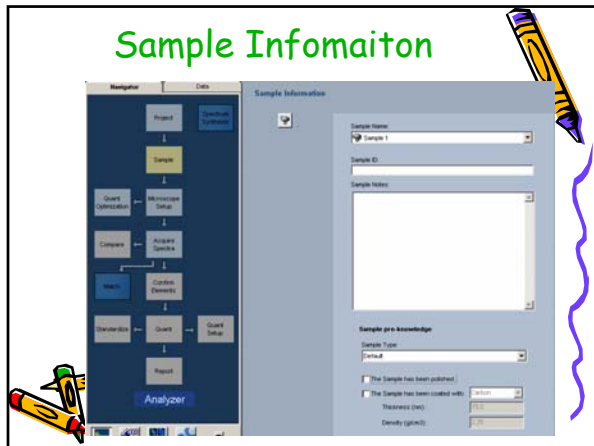 Sample Infomaiton
Navigator
Data
Sample Information
Project
Spectrum Synthesis
Sample
Sample Name:
Sample 1
Sample ID:
Sample Notes:
Quant Optimization
Microscope Setup
Compare
Acquire Spectra
Match
Confirm Elements
Standardize
Quant
Quant Setup
Report
Analyzer
Sample pre-knowledge
Sample Type:
Default
The Sample has been polished.
The Sample has been coated with:
Carbon
Thickness (nm):
Density (g/cm3):